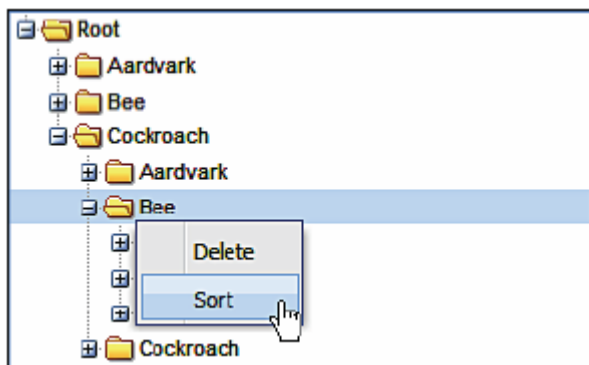 Root
Aardvark
Bee
Cockroach
Aardvark
Bee
Delete
Sort
Cockroach